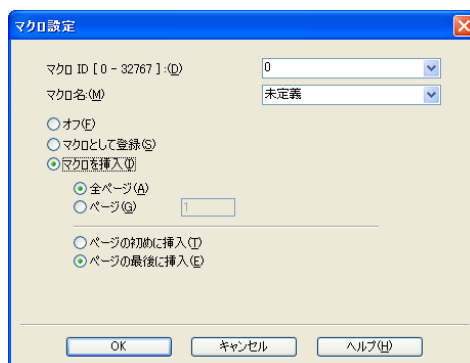 マクロ設定
マクロ ID [ 0 - 32767 ] :(D) 0
マクロ名:(M) 未定義
オフ(F)
マクロとして登録(S)
マクロを挿入(I)
全ページ(A)
ページ(G) 1
ページの初めに挿入(T)
ページの最後に挿入(E)
OK キャンセル ヘルプ(H)